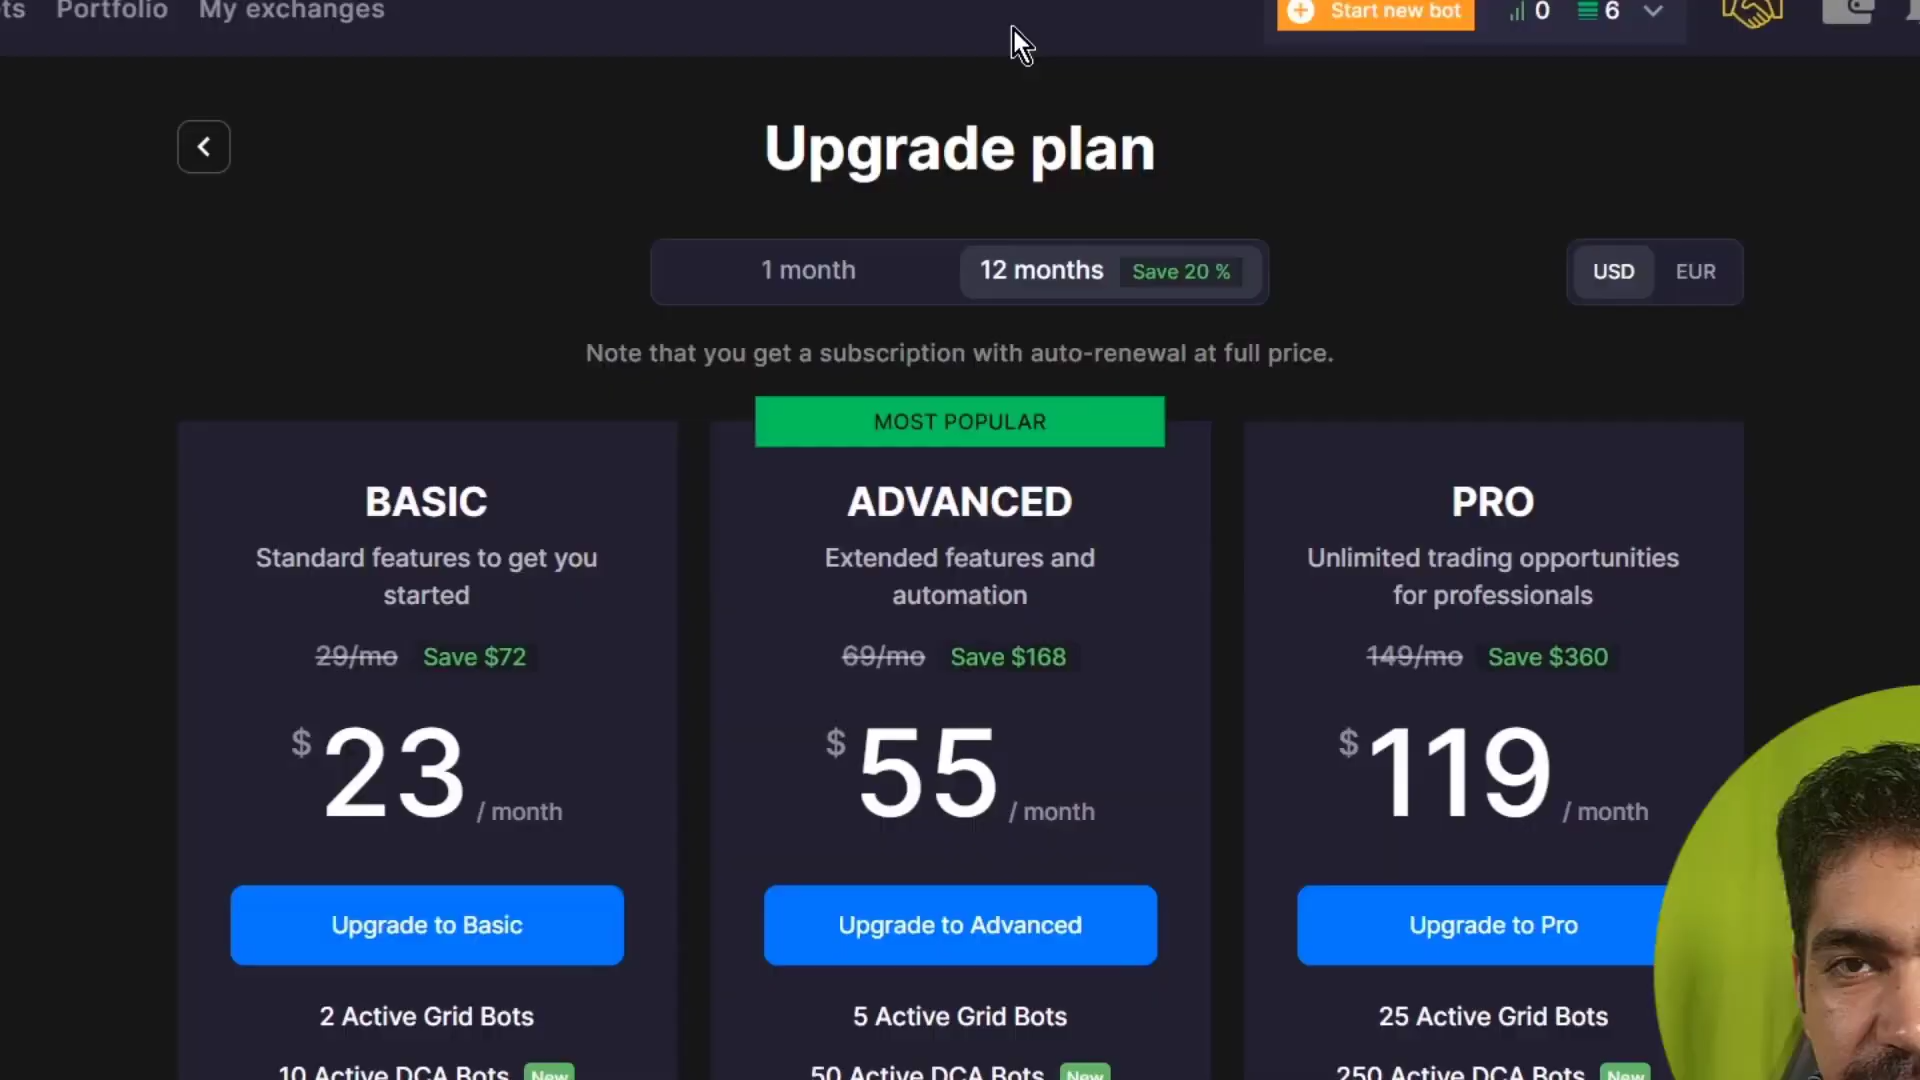 ts Portfolio My exchanges Start new bot 0 6
Upgrade plan
1 month 12 months Save 20 % USD EUR
Note that you get a subscription with auto-renewal at full price.
MOST POPULAR
BASIC
Standard features to get you
started
29/mo Save $72
$ 23 / month
Upgrade to Basic
2 Active Grid Bots
10 Active DCA Bots New
ADVANCED
Extended features and
automation
69/mo Save $168
$ 55 / month
Upgrade to Advanced
5 Active Grid Bots
50 Active DCA Bots New
PRO
Unlimited trading opportunities
for professionals
149/mo Save $360
$ 119 / month
Upgrade to Pro
25 Active Grid Bots
250 Active DCA Bots New